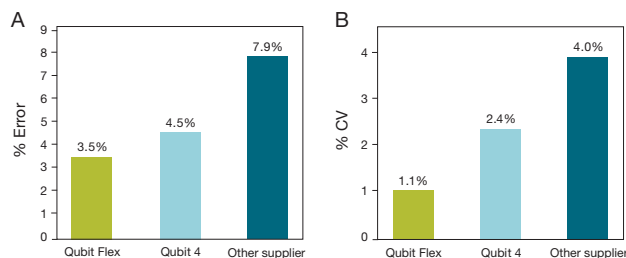 A
% Error
9
8
7
6
5
4
3
2
1
0
3.5%
4.5%
7.9%
Qubit Flex
Qubit 4
Other supplier
B
% CV
4
3
2
1
0
1.1%
2.4%
4.0%
Qubit Flex
Qubit 4
Other supplier